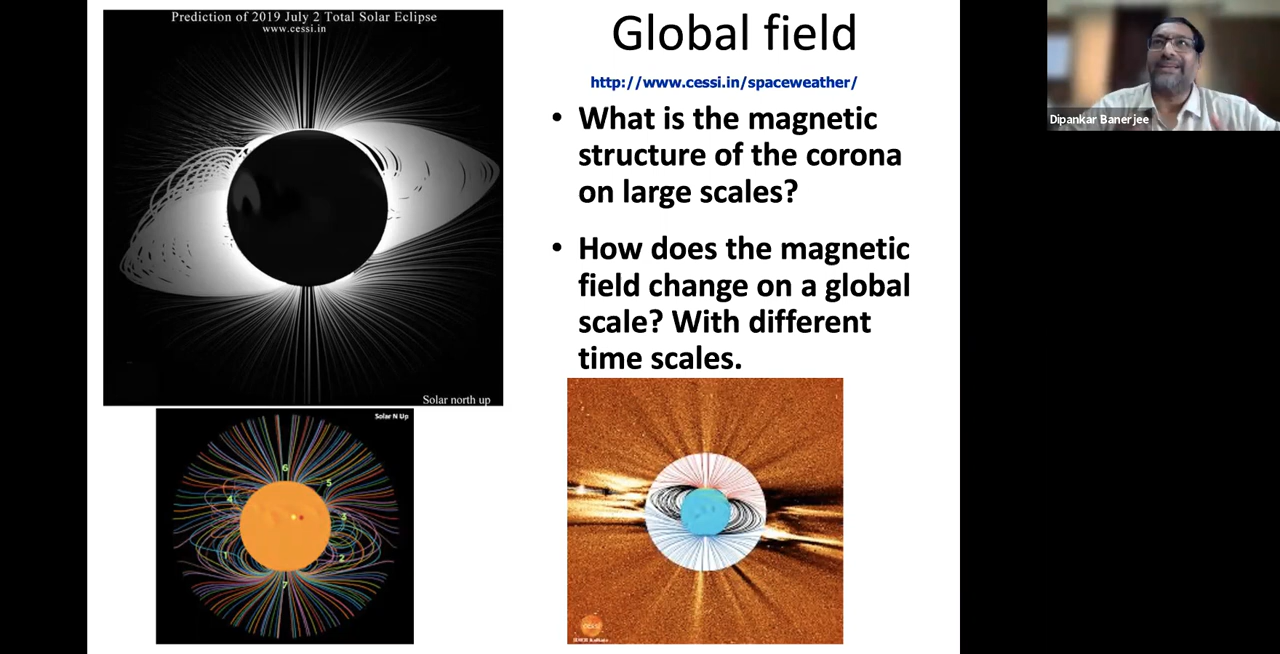 Prediction of 2019 July 2 Total Solar Eclipse
www.cessi.in
Solar north up
Global field
http://www.cessi.in/spaceweather/
• What is the magnetic
structure of the corona
on large scales?
• How does the magnetic
field change on a global
scale? With different
time scales.
Solar N Up
6
5
4
3
1
2
7
Dipankar Banerjee